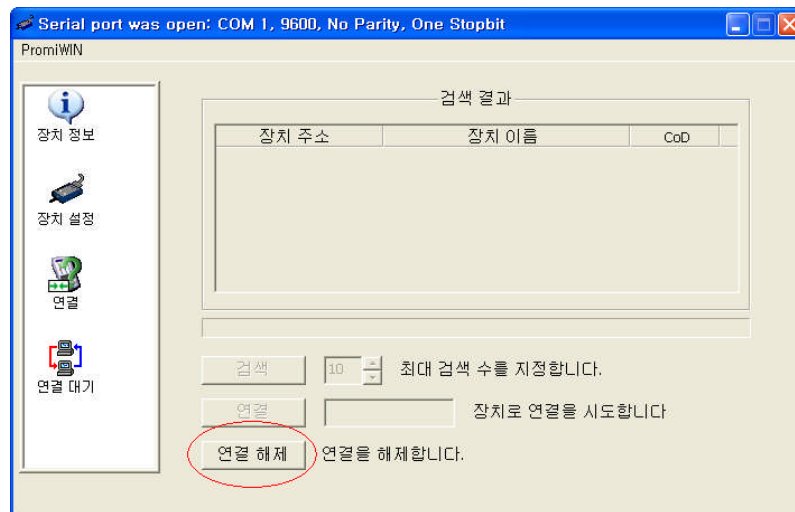 Serial port was open: COM 1, 9600, No Parity, One Stopbit
PromiWIN
장치 정보
장치 설정
연결
연결 대기
검색 결과
장치 주소 장치 이름 CoD
검색 10 최대 검색 수를 지정합니다.
연결 장치로 연결을 시도합니다
연결 해제 연결을 해제합니다.